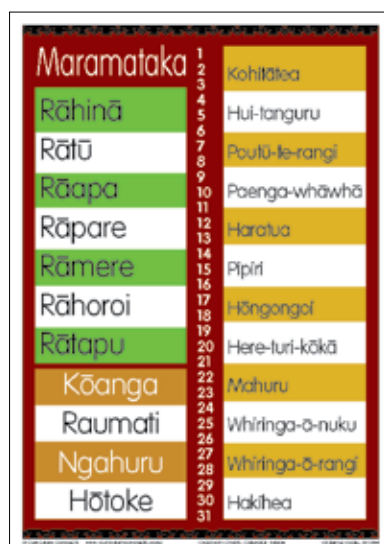 Maramataka
Rāhinā
Rātū
Rāapa
Rāpare
Rāmere
Rāhoroi
Rātapu
Kōanga
Raumati
Ngahuru
Hōtoke
1
2
3
4
5
6
7
8
9
10
11
12
13
14
15
16
17
18
19
20
21
22
23
24
25
26
27
28
29
30
31
Kohitātea
Hui-tanguru
Poutū-te-rangi
Paenga-whāwhā
Haratua
Pipiri
Hōngongoi
Here-turi-kōkā
Mahuru
Whiringa-ā-nuku
Whiringa-ā-rangi
Hakihea